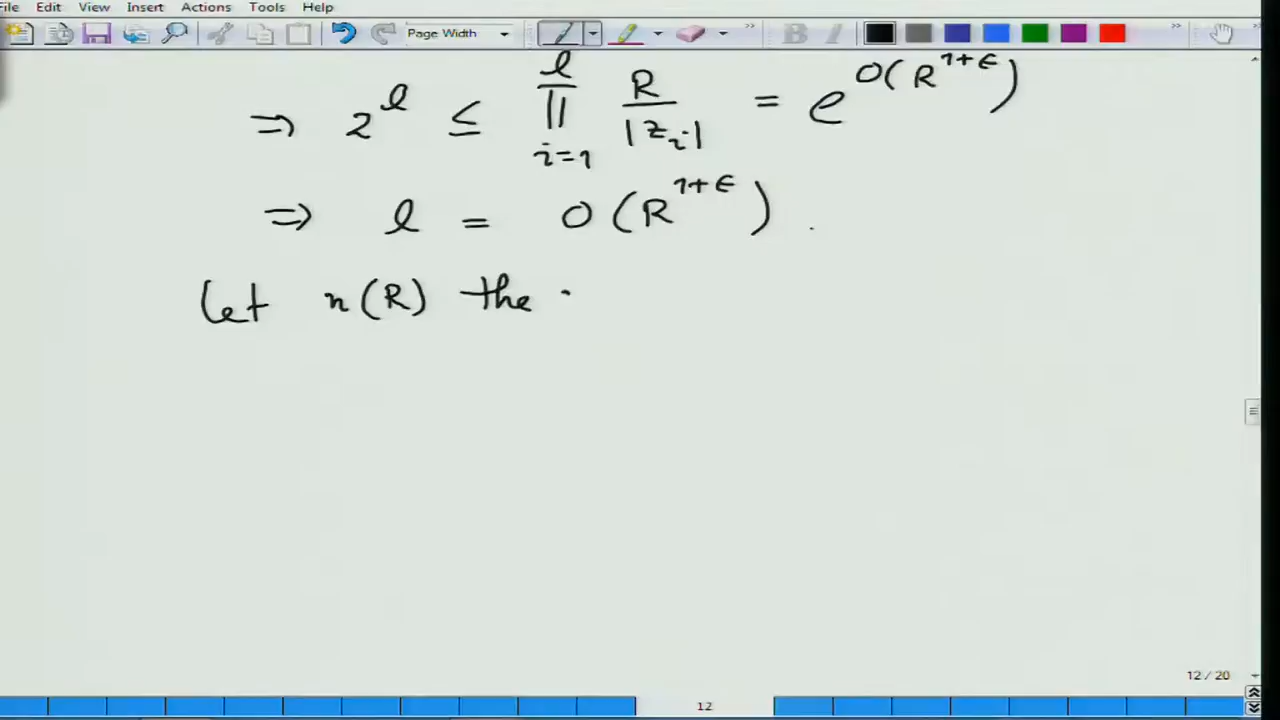 File Edit View Insert Actions Tools Help
Page Width
⇒ 2^l ≤ ∏_{i=1}^{l} R/|z_i| = e^{O(R^{1+ε})}
⇒ l = O(R^{1+ε}).
Let n(R) the
12 / 20
12